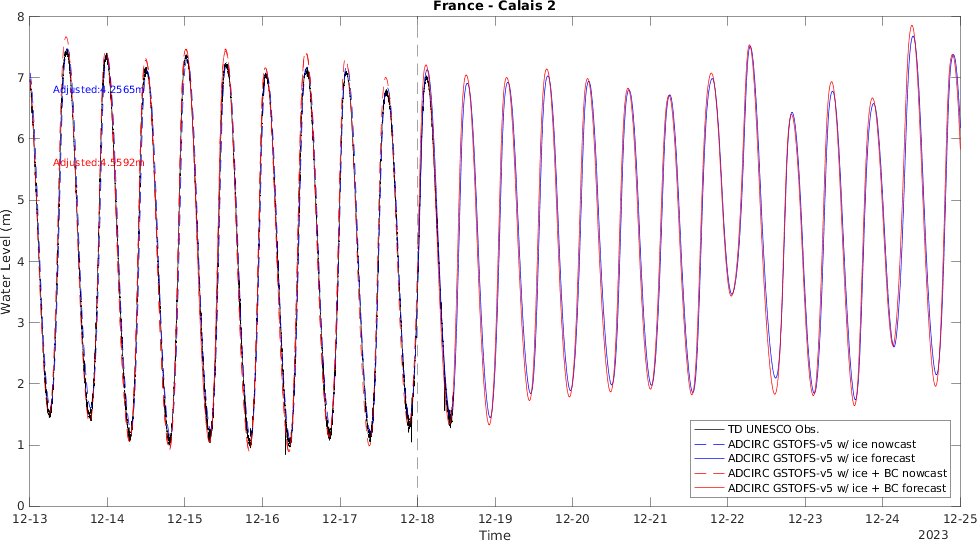 France - Calais 2
8
7
6
5
4
3
2
1
0
Water Level (m)
Adjusted:4.2565m
Adjusted:4.5592m
TD UNESCO Obs.
ADCIRC GSTOFS-v5 w/ ice nowcast
ADCIRC GSTOFS-v5 w/ ice forecast
ADCIRC GSTOFS-v5 w/ ice + BC nowcast
ADCIRC GSTOFS-v5 w/ ice + BC forecast
12-13 12-14 12-15 12-16 12-17 12-18 12-19 12-20 12-21 12-22 12-23 12-24 12-25
Time
2023